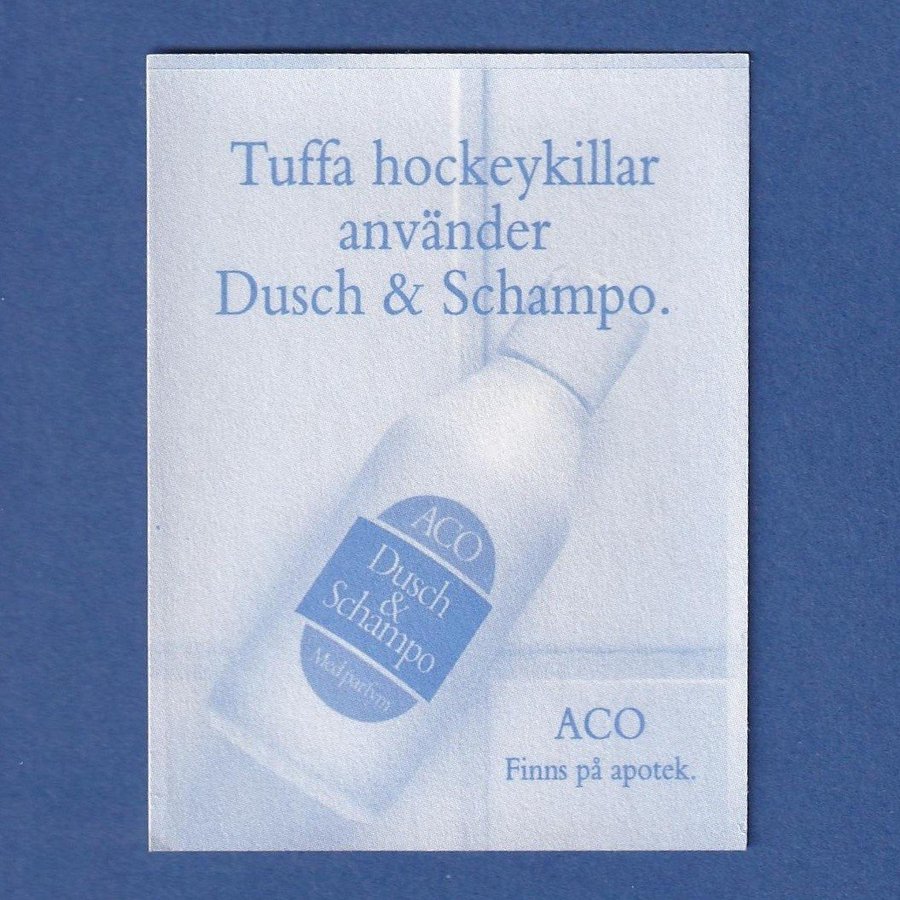 Tuffa hockeykillar
använder
Dusch & Schampo.
ACO
Dusch
&
Schampo
Med parfym
ACO
Finns på apotek.